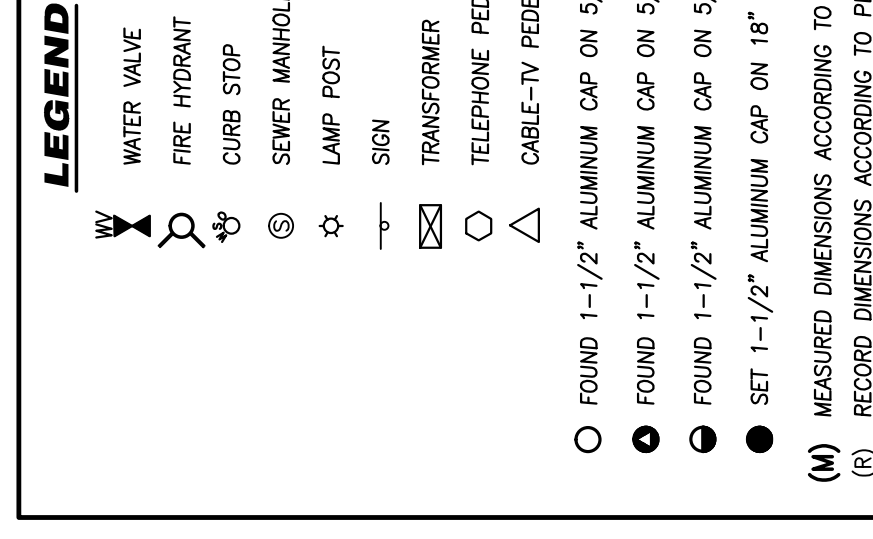 LEGEND
WV WATER VALVE
FIRE HYDRANT
WSO CURB STOP
S SEWER MANHOL
LAMP POST
SIGN
TRANSFORMER
TELEPHONE PED
CABLE-TV PEDE
FOUND 1-1/2" ALUMINUM CAP ON 5/
FOUND 1-1/2" ALUMINUM CAP ON 5/
FOUND 1-1/2" ALUMINUM CAP ON 5/
SET 1-1/2" ALUMINUM CAP ON 18"
(M) MEASURED DIMENSIONS ACCORDING TO
(R) RECORD DIMENSIONS ACCORDING TO P